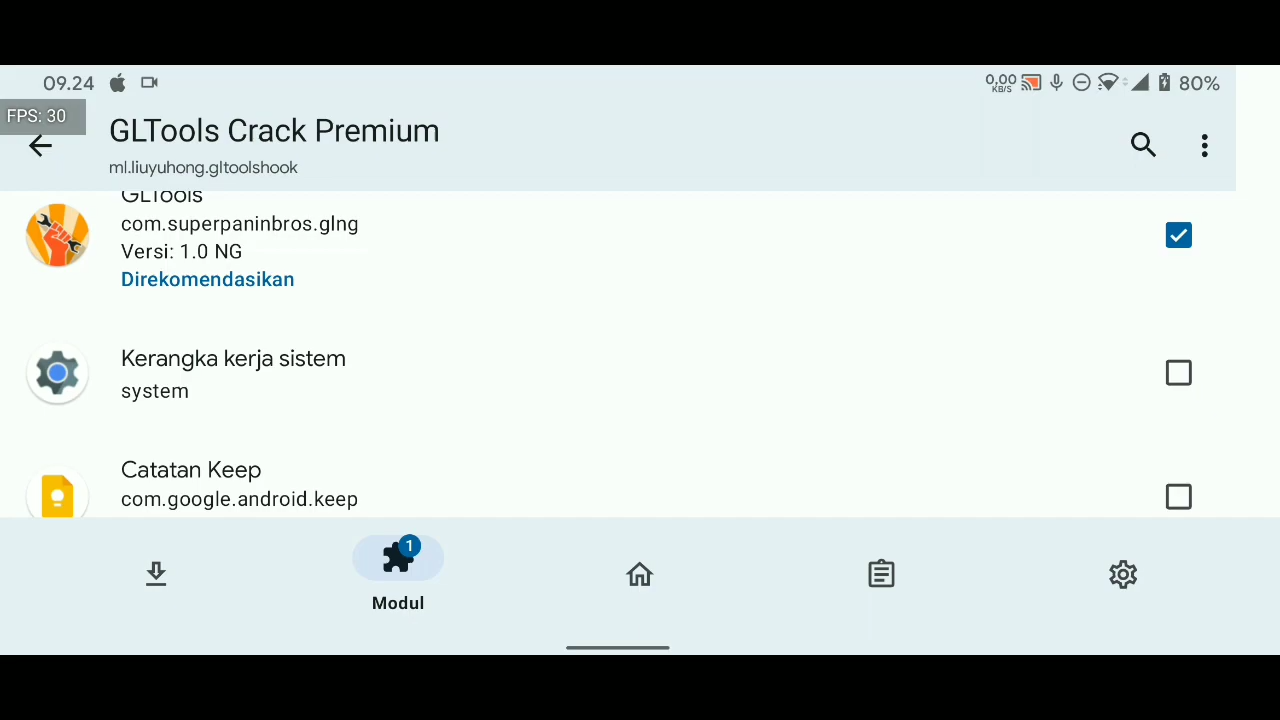 09.24
0,00 KB/S
80%
FPS: 30
GLTools Crack Premium
ml.liuyuhong.gltoolshook
GLTools
com.superpaninbros.glng
Versi: 1.0 NG
Direkomendasikan
Kerangka kerja sistem
system
Catatan Keep
com.google.android.keep
1
Modul